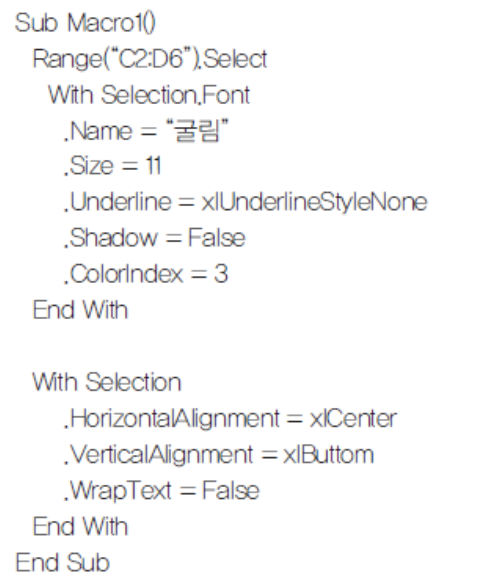 Sub Macro1()
Range("C2:D6").Select
With Selection.Font
.Name = "굴림"
.Size = 11
.Underline = xlUnderlineStyleNone
.Shadow = False
.ColorIndex = 3
End With
With Selection
.HorizontalAlignment = xlCenter
.VerticalAlignment = xlButtom
.WrapText = False
End With
End Sub